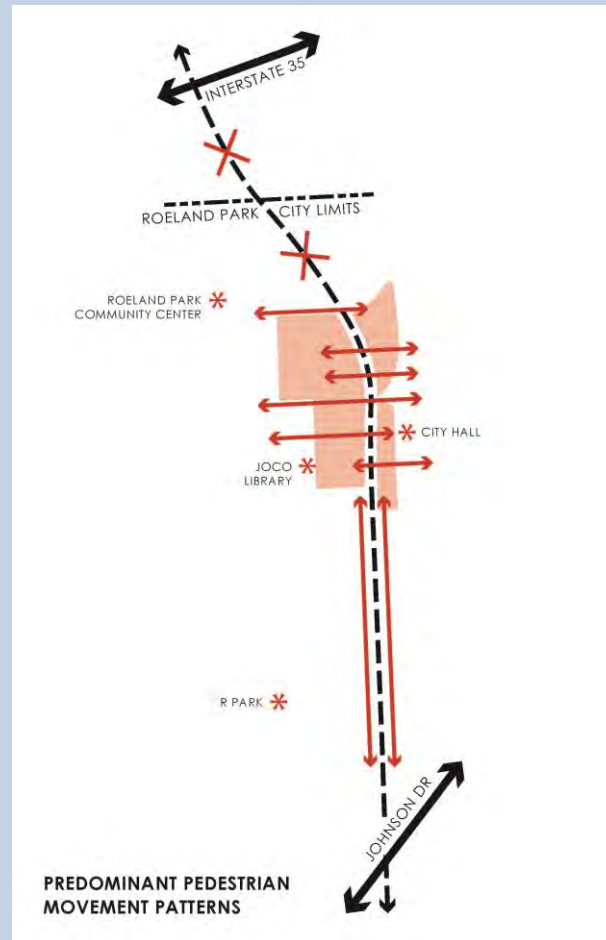 INTERSTATE 35
ROELAND PARK CITY LIMITS
ROELAND PARK
COMMUNITY CENTER
CITY HALL
JOCO
LIBRARY
R PARK
JOHNSON DR
PREDOMINANT PEDESTRIAN
MOVEMENT PATTERNS